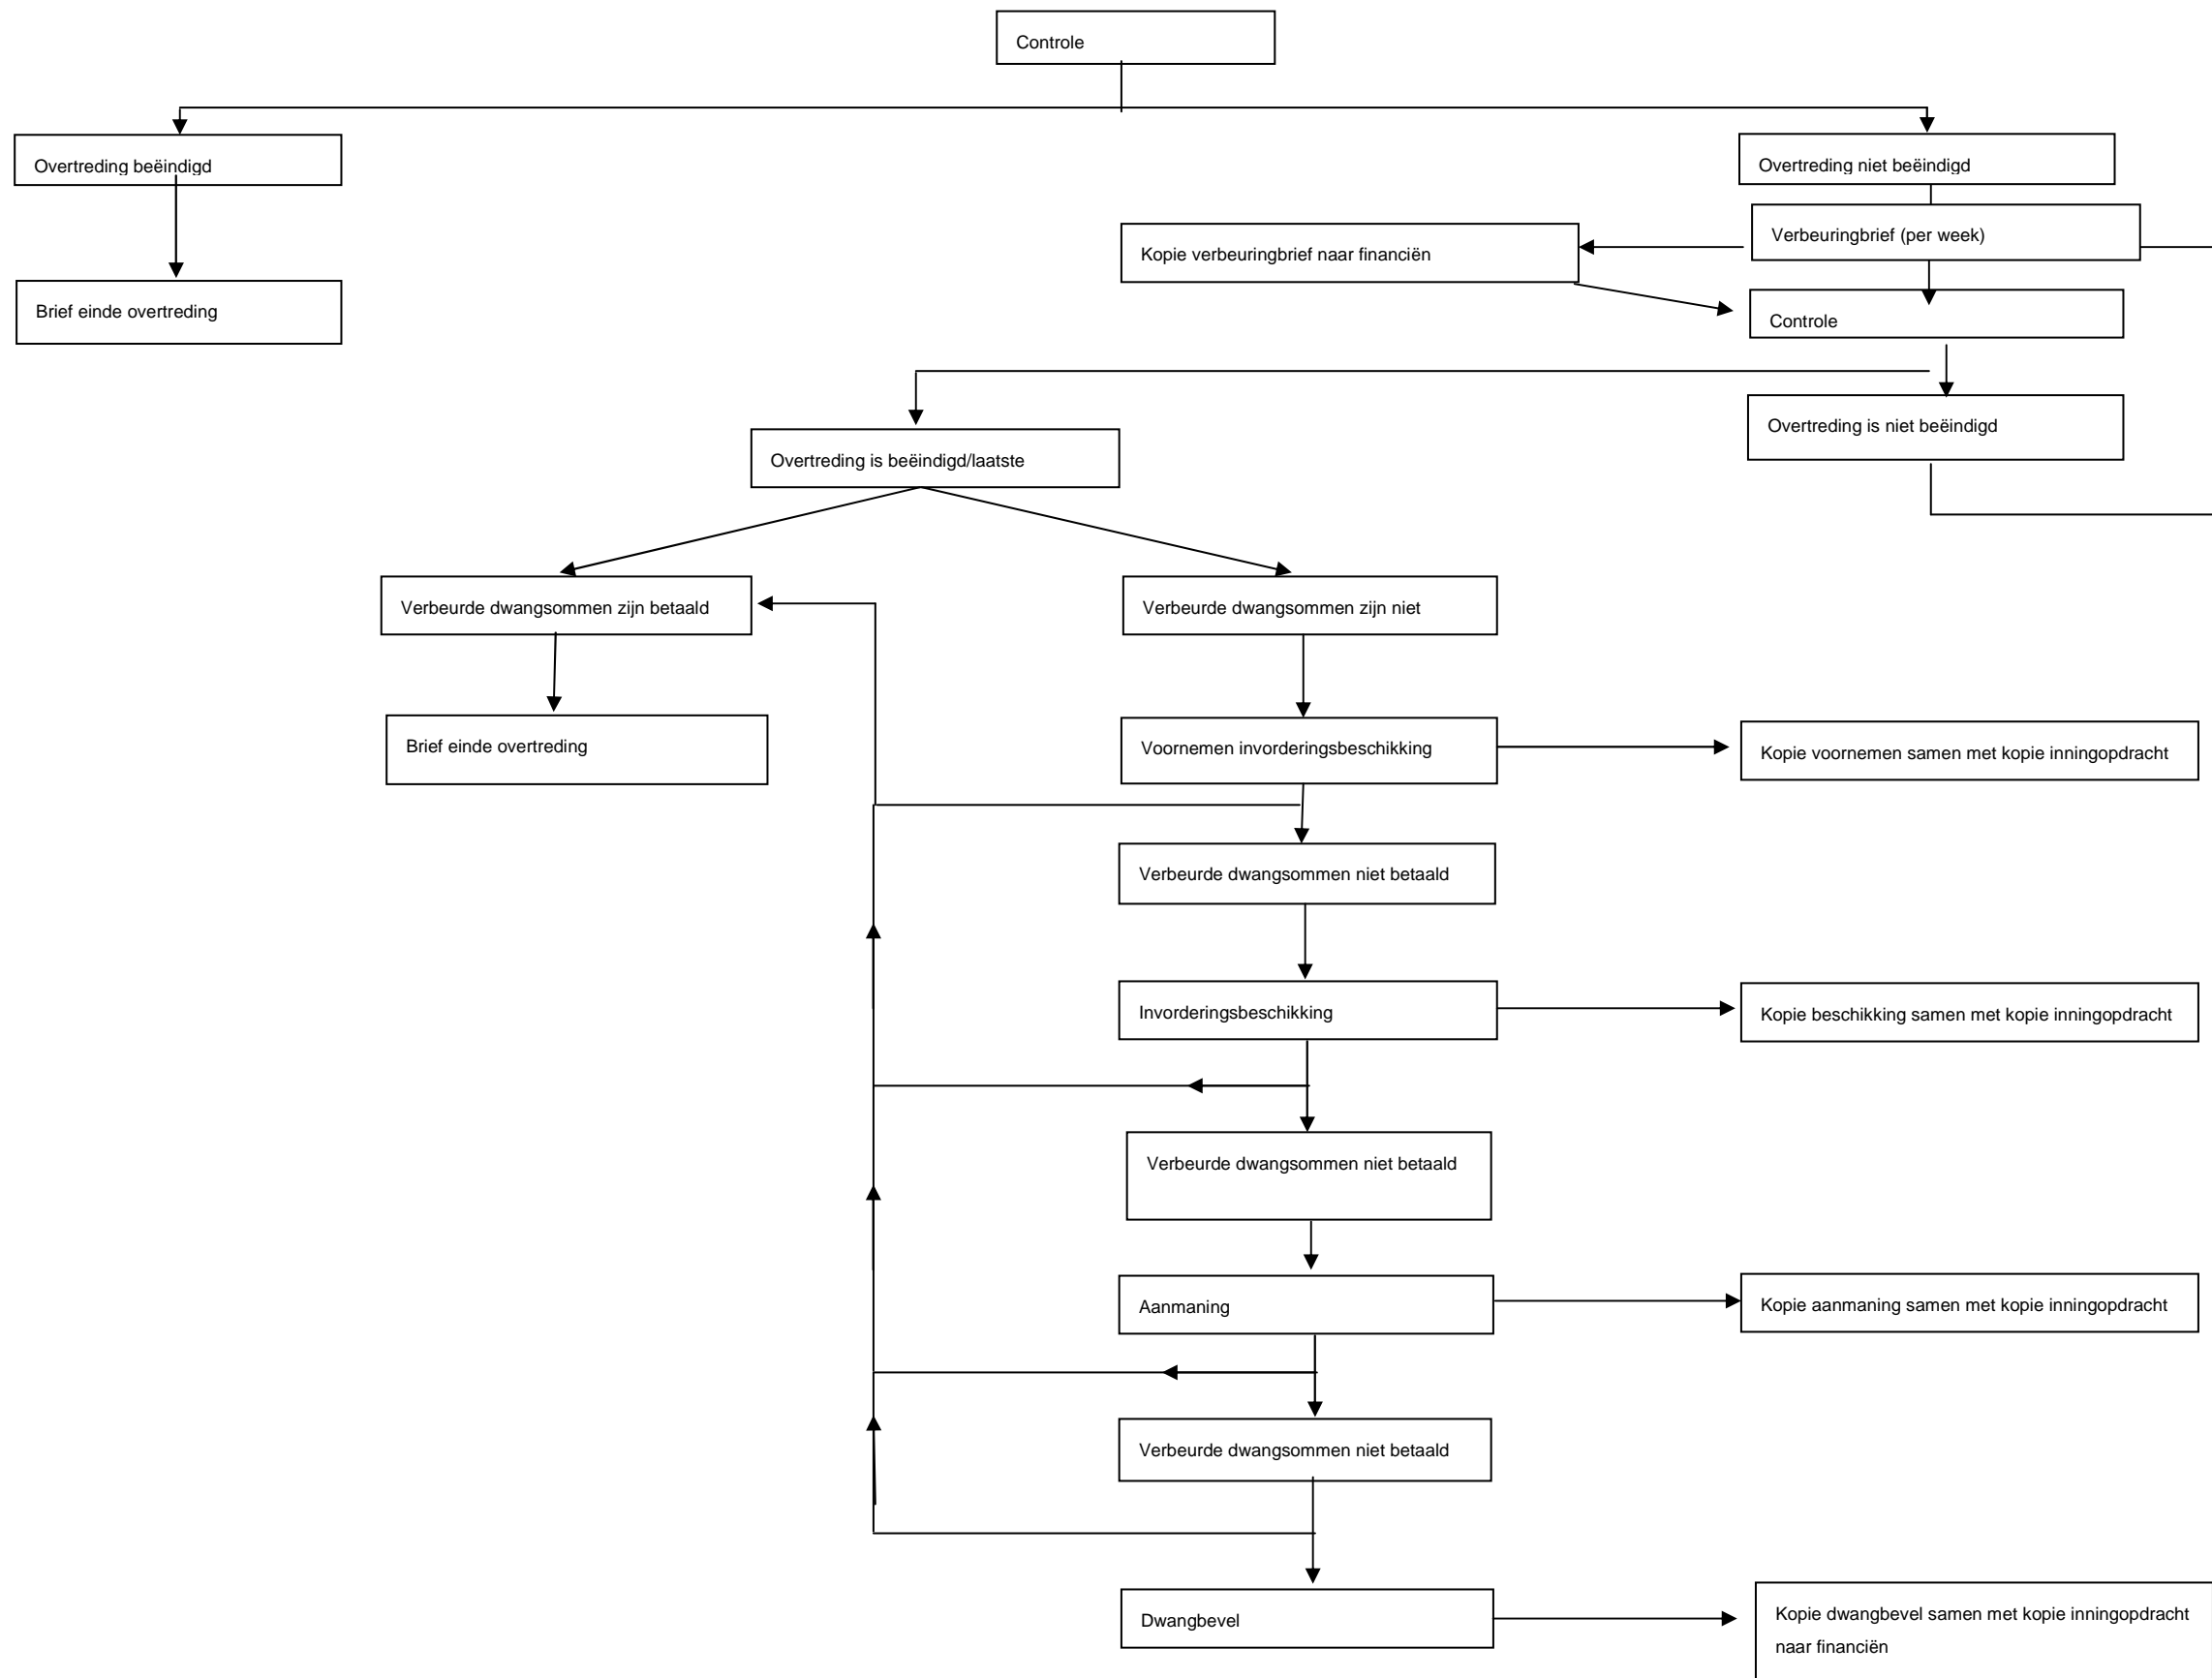 Controle
Overtreding beëindigd
Overtreding niet beëindigd
Verbeuringbrief (per week)
Kopie verbeuringbrief naar financiën
Brief einde overtreding
Controle
Overtreding is niet beëindigd
Overtreding is beëindigd/laatste
Verbeurde dwangsommen zijn betaald
Verbeurde dwangsommen zijn niet
Brief einde overtreding
Voornemen invorderingsbeschikking
Kopie voornemen samen met kopie inningopdracht
Verbeurde dwangsommen niet betaald
Invorderingsbeschikking
Kopie beschikking samen met kopie inningopdracht
Verbeurde dwangsommen niet betaald
Aanmaning
Kopie aanmaning samen met kopie inningopdracht
Verbeurde dwangsommen niet betaald
Dwangbevel
Kopie dwangbevel samen met kopie inningopdracht
naar financiën